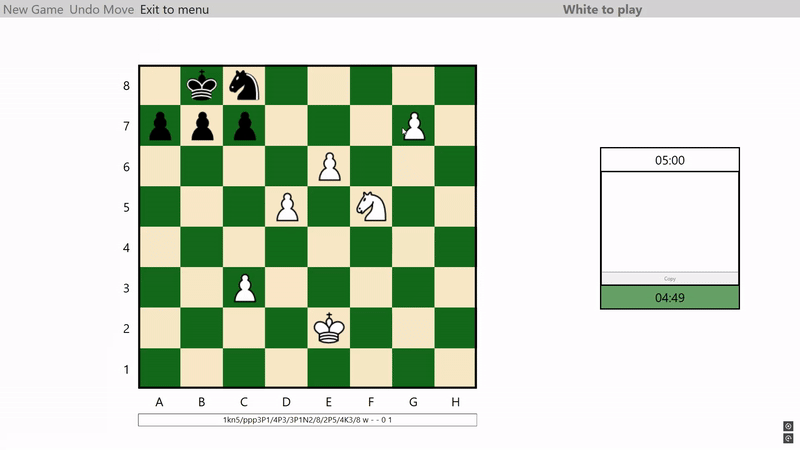 New Game Undo Move Exit to menu White to play
8
7
6
5
4
3
2
1
A B C D E F G H
1kn5/ppp3P1/4P3/3P1N2/8/2P5/4K3/8 w - - 0 1
05:00
Copy
04:49